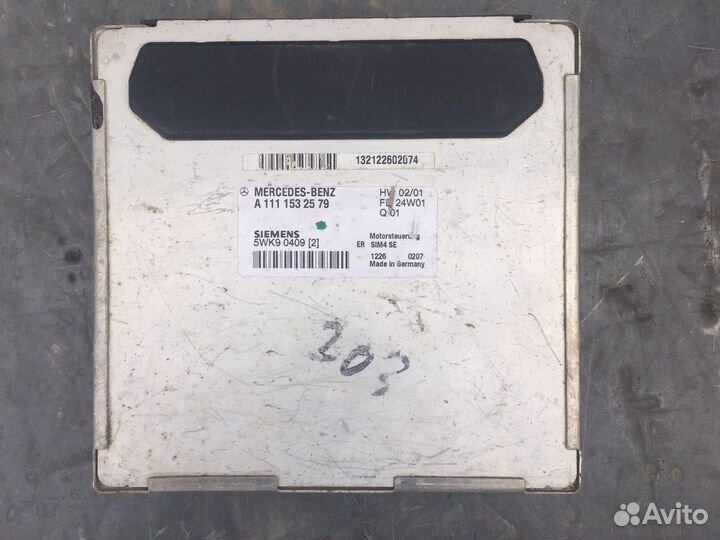 132122602074
MERCEDES-BENZ HW 02/01
A 111 153 25 79 FL 24W01
Q 01
SIEMENS Motorsteuerung
5WK9 0409 [2] ER SIM4 SE
1226 0207
Made in Germany
203
Avito